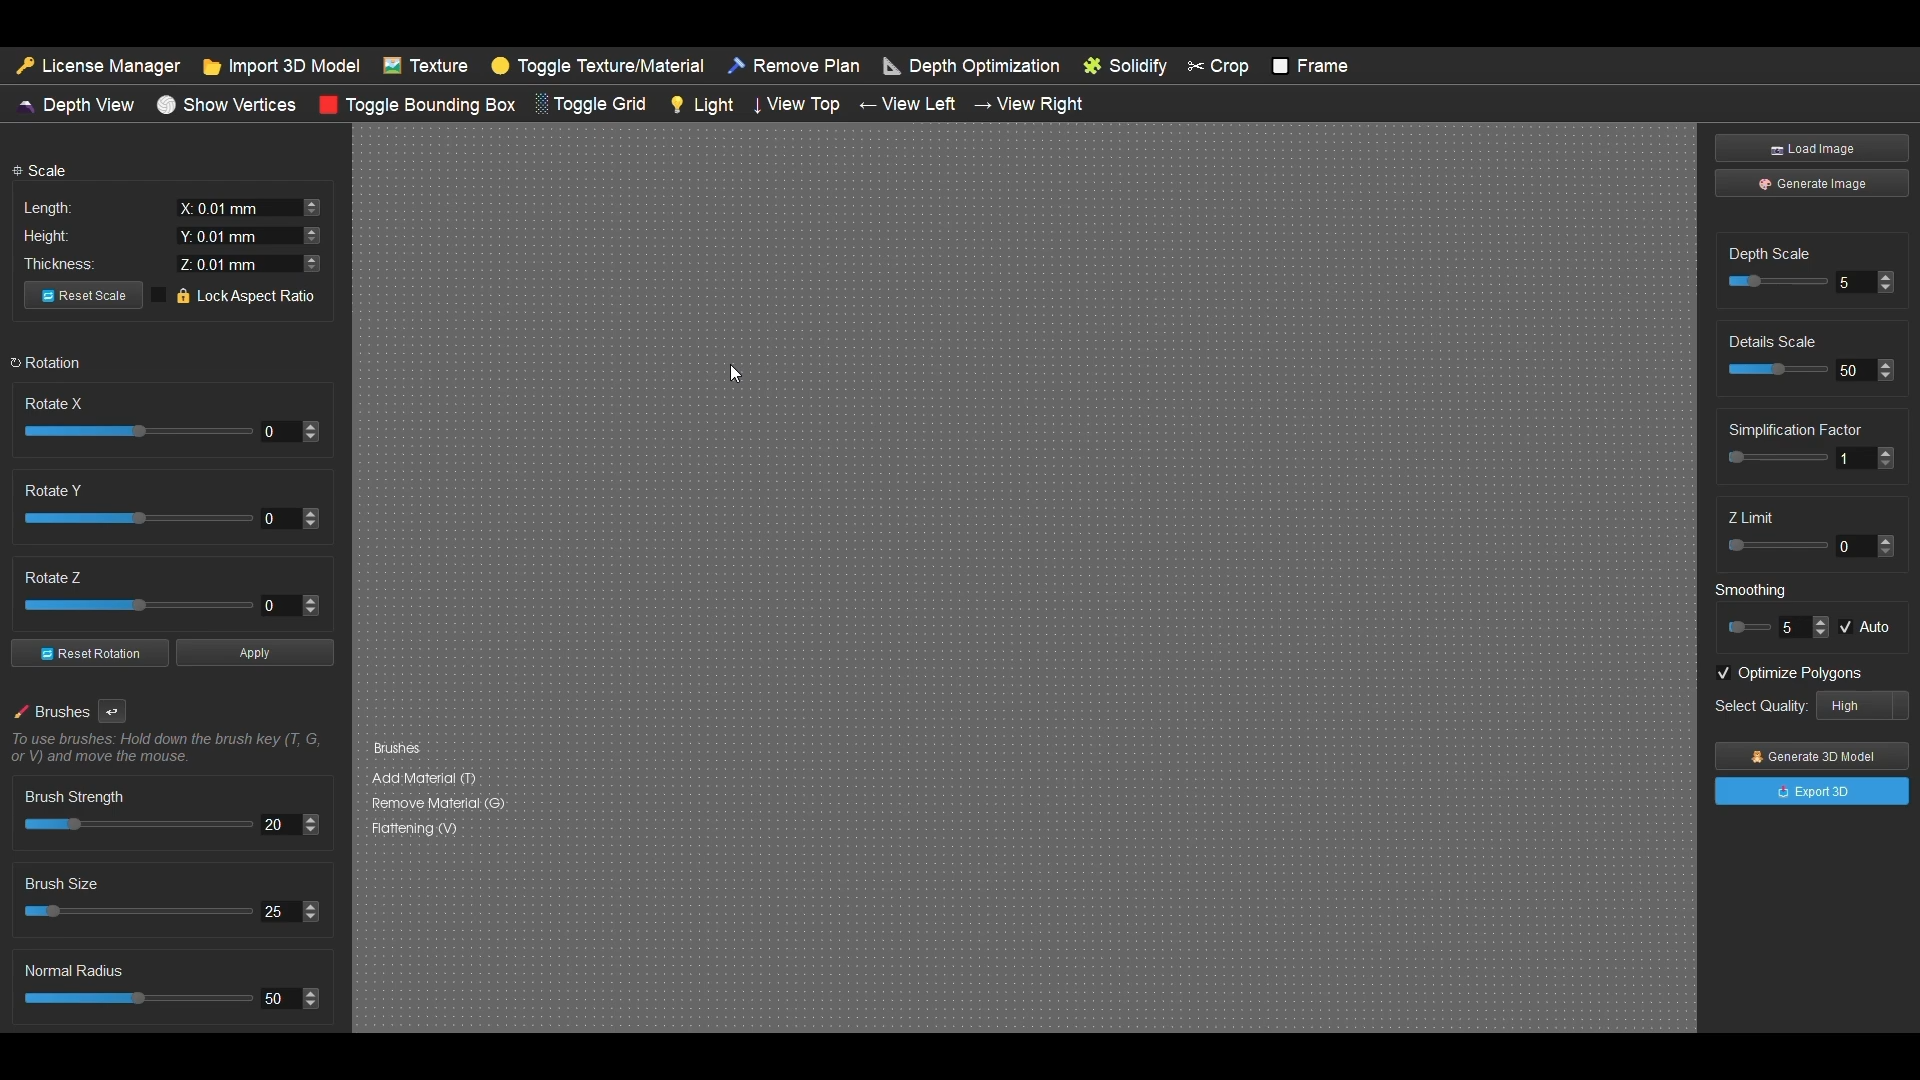 License Manager Import 3D Model Texture Toggle Texture/Material Remove Plan Depth Optimization Solidify Crop Frame
Depth View Show Vertices Toggle Bounding Box Toggle Grid Light ↓ View Top ← View Left → View Right
Scale
Length: X: 0.01 mm
Height: Y: 0.01 mm
Thickness: Z: 0.01 mm
Reset Scale Lock Aspect Ratio
Rotation
Rotate X
0
Rotate Y
0
Rotate Z
0
Reset Rotation Apply
Brushes
To use brushes: Hold down the brush key (T, G,
or V) and move the mouse.
Brush Strength
20
Brush Size
25
Normal Radius
50
Brushes
Add Material (T)
Remove Material (G)
Flattening (V)
Load Image
Generate Image
Depth Scale
5
Details Scale
50
Simplification Factor
1
Z Limit
0
Smoothing
5 Auto
Optimize Polygons
Select Quality: High
Generate 3D Model
Export 3D